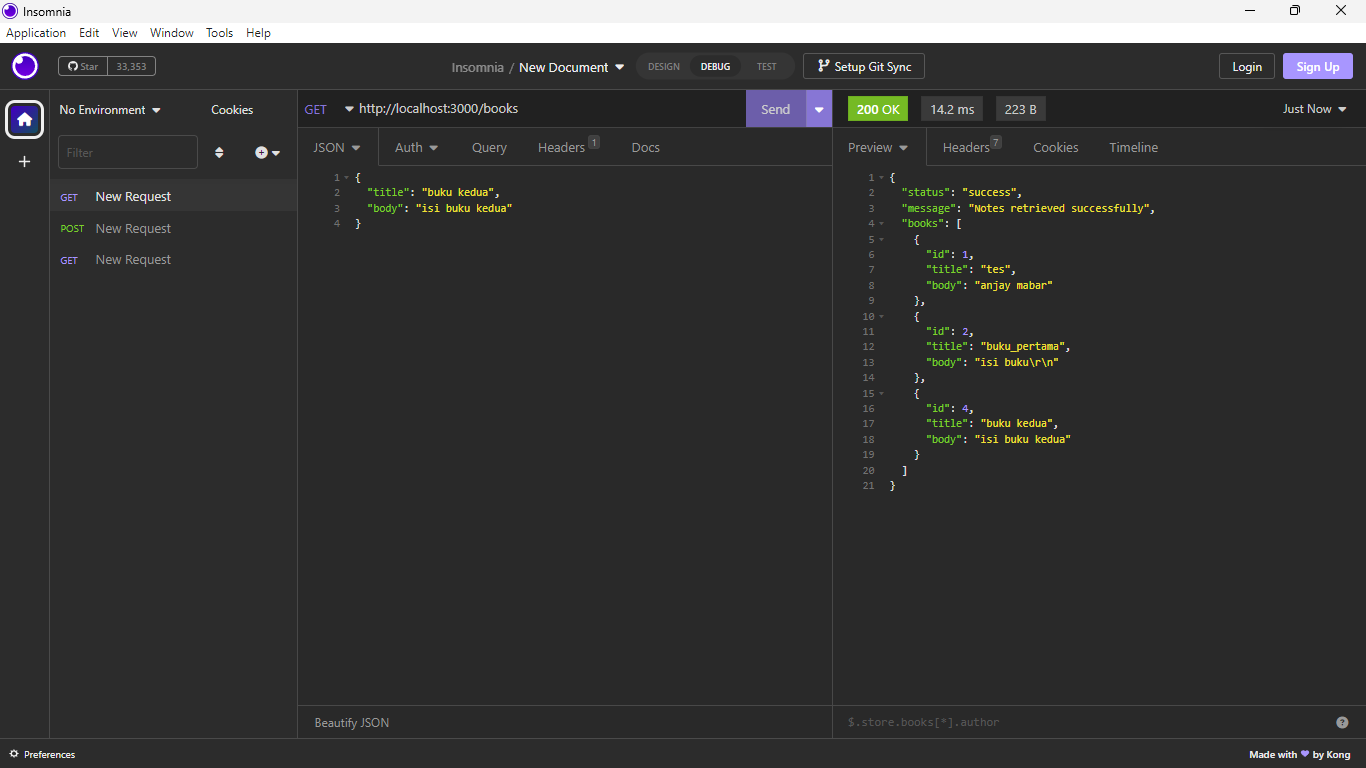 Insomnia
Application Edit View Window Tools Help
Star 33,353
Insomnia / New Document
DESIGN DEBUG TEST
Setup Git Sync
Login Sign Up
No Environment Cookies
Filter
GET New Request
POST New Request
GET New Request
GET http://localhost:3000/books Send
JSON Auth Query Headers 1 Docs
1 {
2 "title": "buku kedua",
3 "body": "isi buku kedua"
4 }
Beautify JSON
200 OK 14.2 ms 223 B Just Now
Preview Headers 7 Cookies Timeline
1 {
2 "status": "success",
3 "message": "Notes retrieved successfully",
4 "books": [
5 {
6 "id": 1,
7 "title": "tes",
8 "body": "anjay mabar"
9 },
10 {
11 "id": 2,
12 "title": "buku_pertama",
13 "body": "isi buku\r\n"
14 },
15 {
16 "id": 4,
17 "title": "buku kedua",
18 "body": "isi buku kedua"
19 }
20 ]
21 }
$.store.books[*].author ?
Preferences
Made with ♥ by Kong